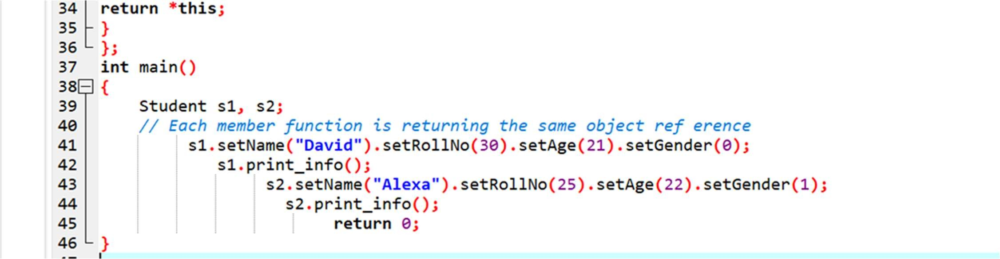 34 return *this;
35 }
36 };
37 int main()
38 {
39 Student s1, s2;
40 // Each member function is returning the same object ref erence
41 s1.setName("David").setRollNo(30).setAge(21).setGender(0);
42 s1.print_info();
43 s2.setName("Alexa").setRollNo(25).setAge(22).setGender(1);
44 s2.print_info();
45 return 0;
46 }